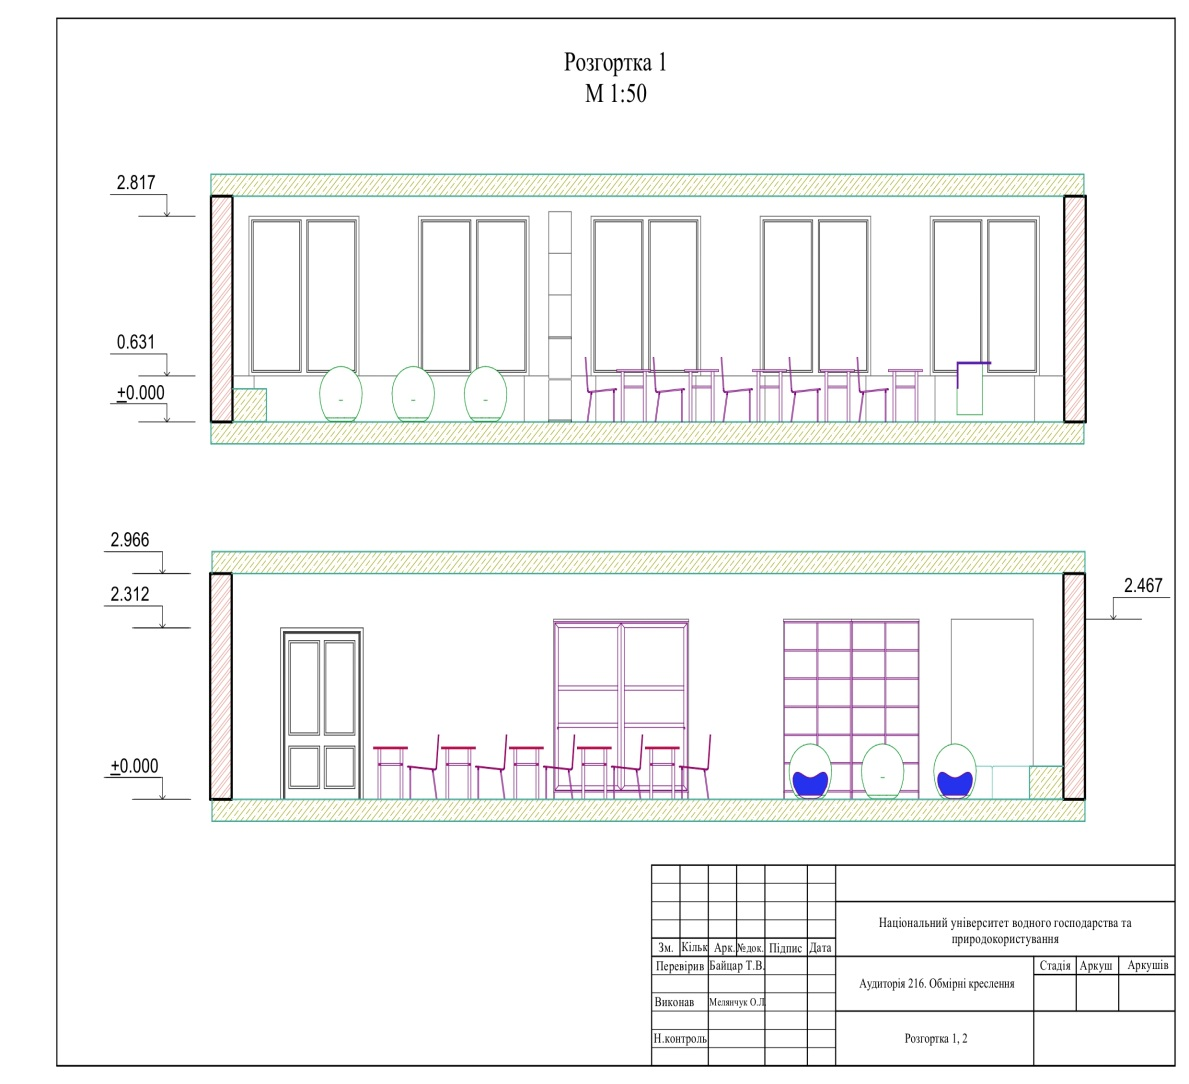 Розгортка 1
М 1:50
2.817
0.631
±0.000
2.966
2.312
2.467
±0.000
Національний університет водного господарства та
природокористування
Зм. Кільк Арк. №док. Підпис Дата
Перевірив Байцар Т.В.
Стадія Аркуш Аркушів
Аудиторія 216. Обмірні креслення
Виконав Мелянчук О.Л
Н.контроль
Розгортка 1, 2